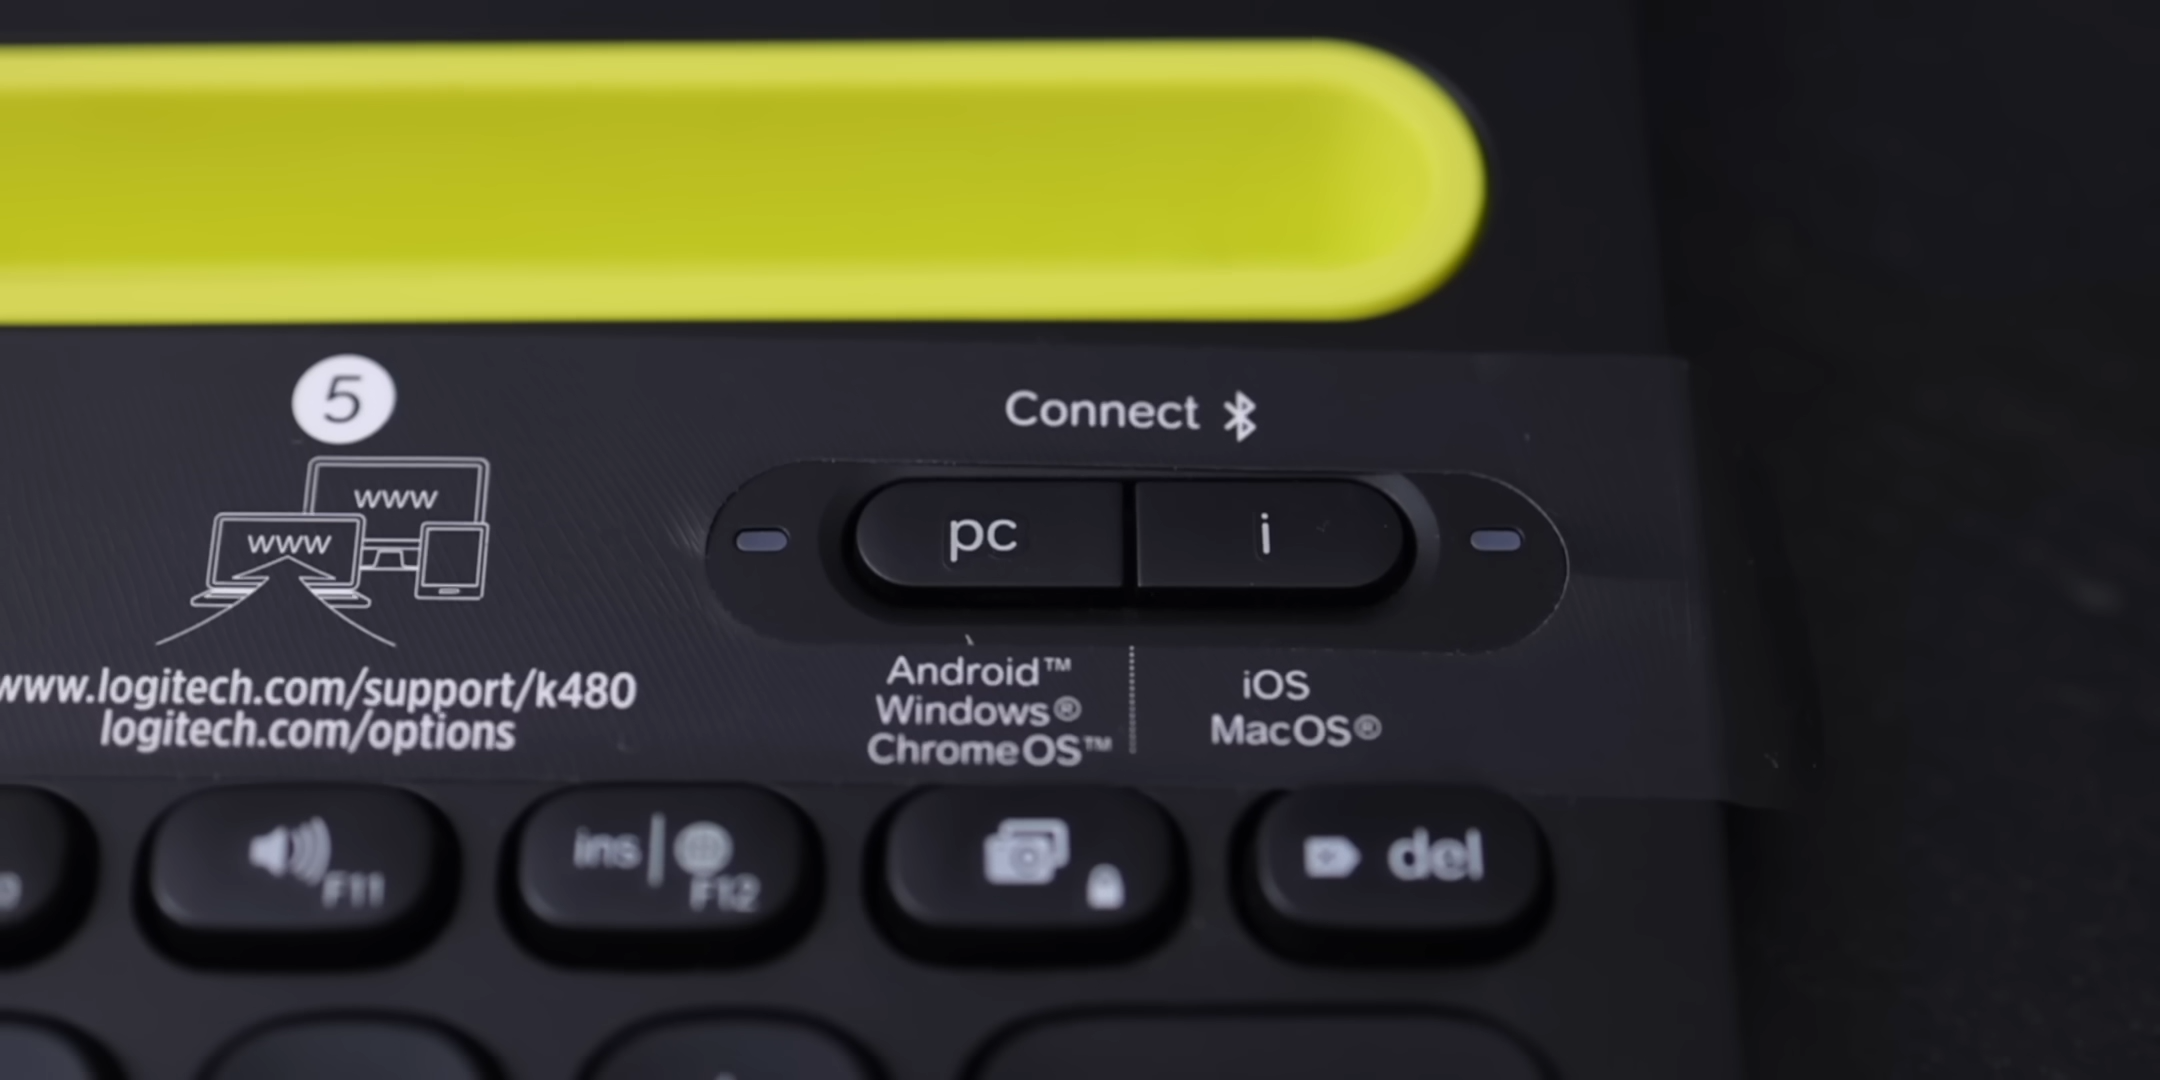 5
Connect
www
www
pc
i
www.logitech.com/support/k480
logitech.com/options
Android™
Windows®
ChromeOS™
iOS
MacOS®
F11
ins | F12
del